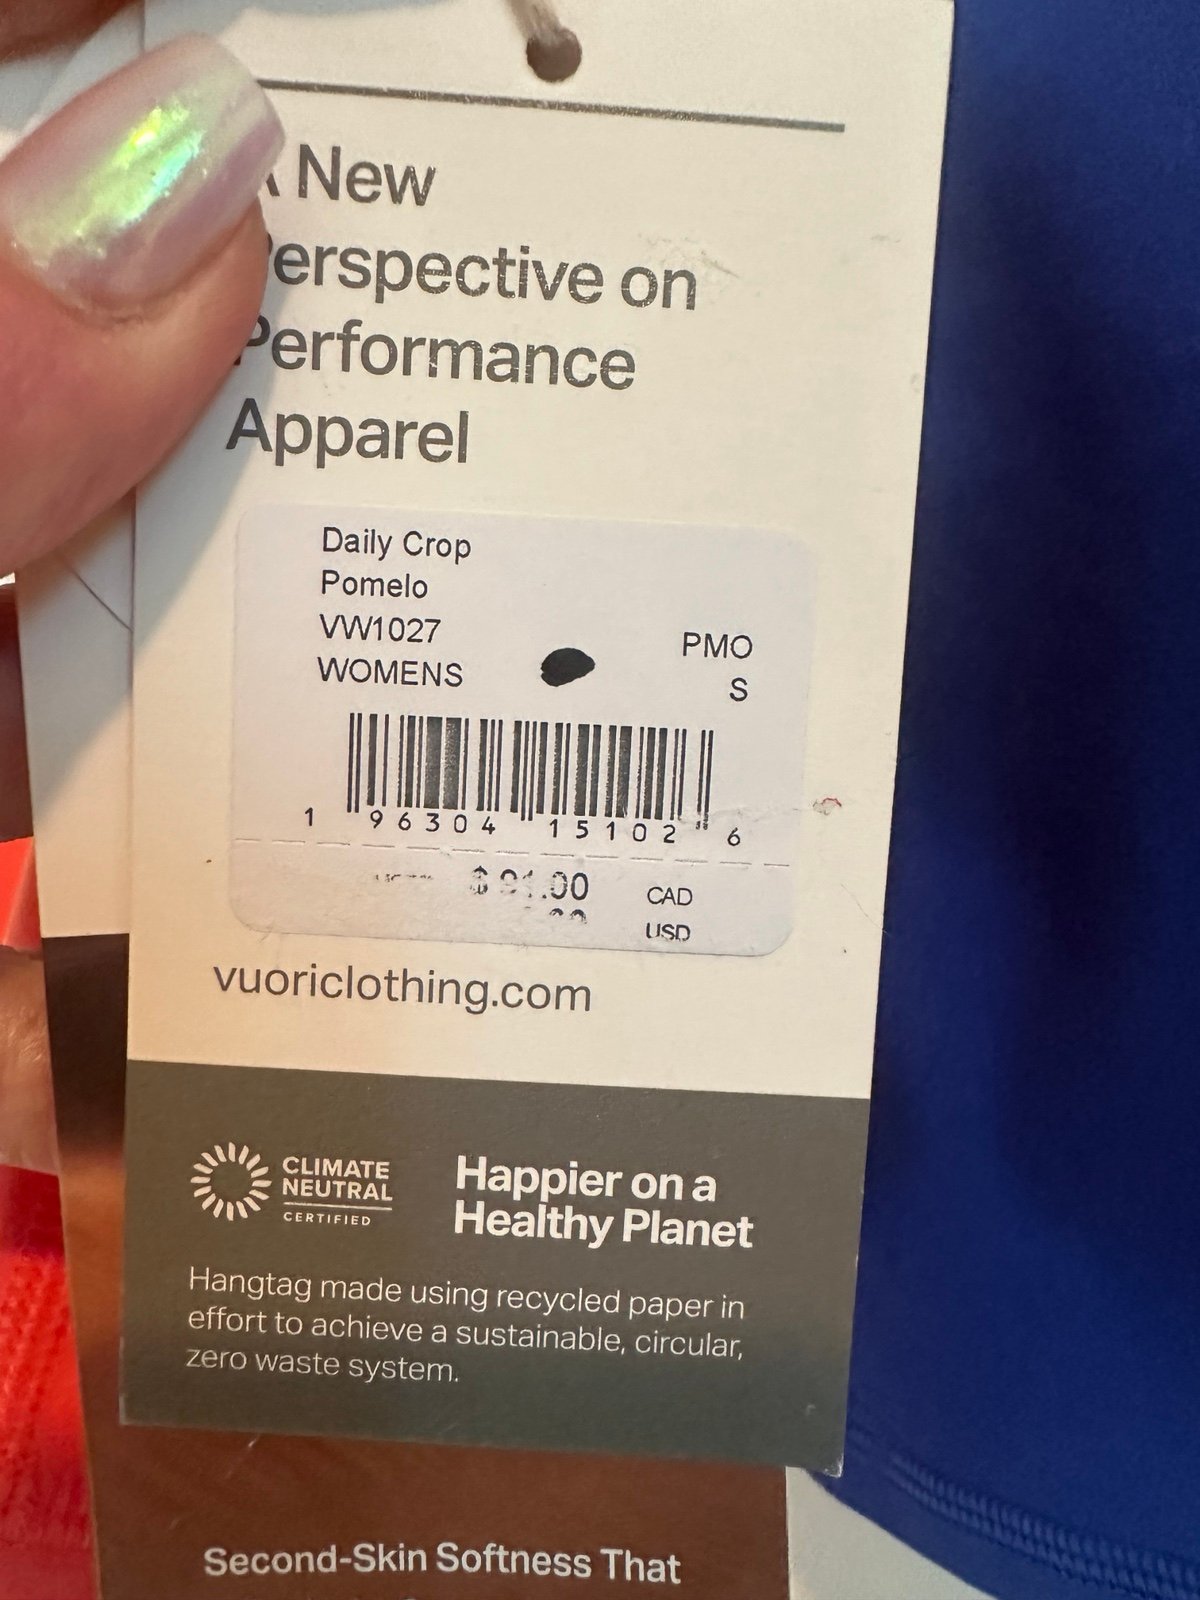 New
Perspective on
Performance
Apparel
Daily Crop
Pomelo
VW1027
WOMENS
PMO
S
1 96304 15102 6
CAD
USD
vuoriclothing.com
CLIMATE
NEUTRAL
CERTIFIED
Happier on a
Healthy Planet
Hangtag made using recycled paper in
effort to achieve a sustainable, circular,
zero waste system.
Second-Skin Softness That